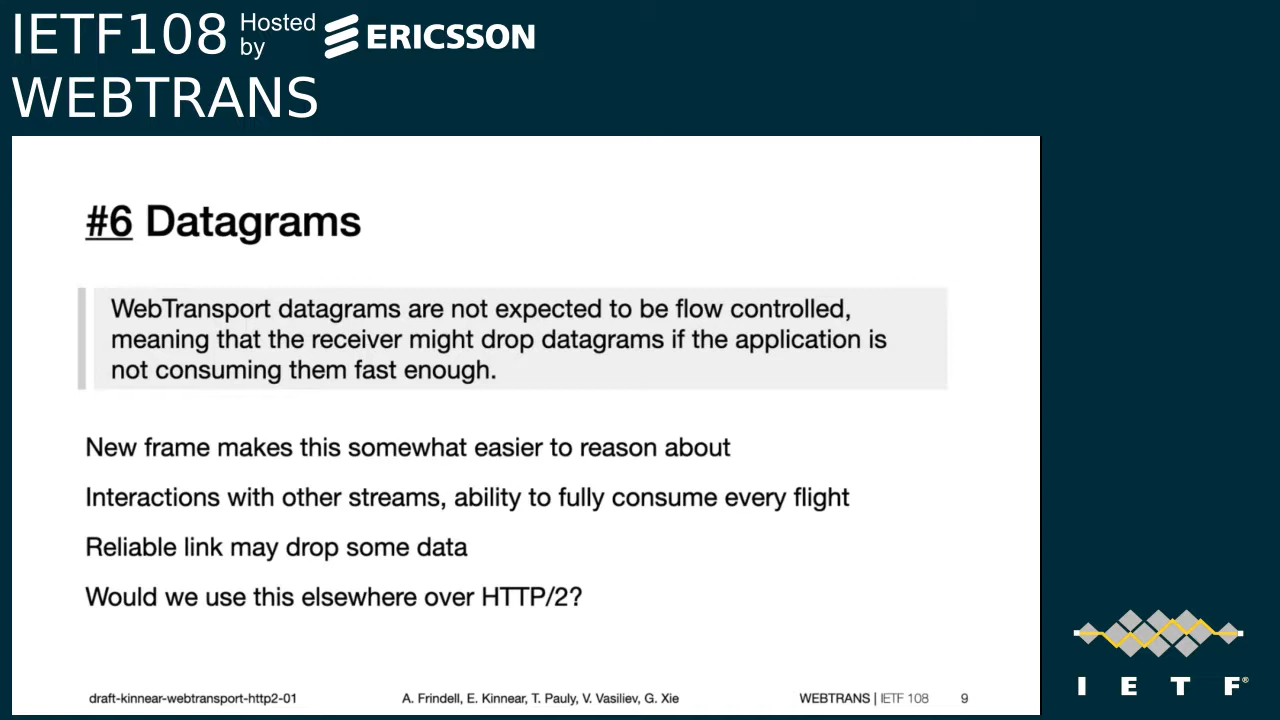 IETF108 Hosted by ERICSSON
WEBTRANS
#6 Datagrams
WebTransport datagrams are not expected to be flow controlled,
meaning that the receiver might drop datagrams if the application is
not consuming them fast enough.
New frame makes this somewhat easier to reason about
Interactions with other streams, ability to fully consume every flight
Reliable link may drop some data
Would we use this elsewhere over HTTP/2?
draft-kinnear-webtransport-http2-01 A. Frindell, E. Kinnear, T. Pauly, V. Vasiliev, G. Xie WEBTRANS | IETF 108 9
I E T F®